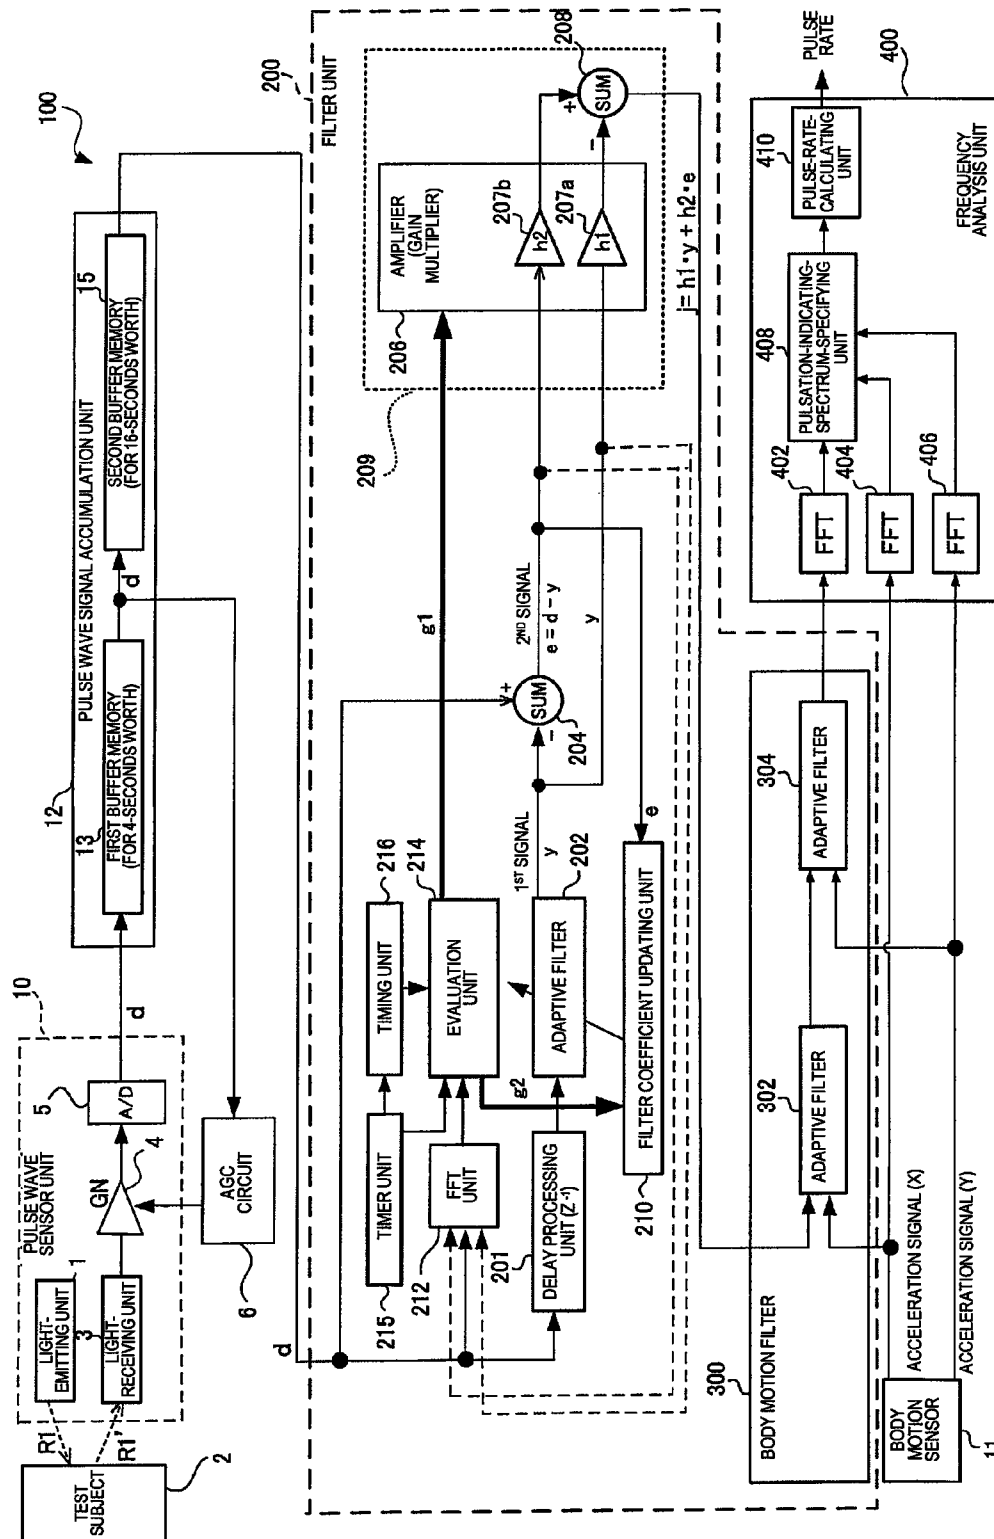 100
10
PULSE WAVE
SENSOR UNIT
TEST
SUBJECT
2
R1
R1'
LIGHT-
EMITTING UNIT
1
LIGHT-
RECEIVING UNIT
3
GN
4
A/D
5
AGC
CIRCUIT
6
d
12
PULSE WAVE SIGNAL ACCUMULATION UNIT
13
FIRST BUFFER MEMORY
(FOR 4-SECONDS WORTH)
d
15
SECOND BUFFER MEMORY
(FOR 16-SECONDS WORTH)
200
FILTER UNIT
d
TIMER UNIT
215
TIMING UNIT
216
FFT
UNIT
212
EVALUATION
UNIT
214
g1
g2
DELAY PROCESSING
UNIT (Z⁻¹)
201
ADAPTIVE FILTER
202
FILTER COEFFICIENT UPDATING UNIT
210
1ST SIGNAL
y
+
SUM
-
204
2ND SIGNAL
e = d - y
y
e
209
206
AMPLIFIER
(GAIN
MULTIPLIER)
h2
207b
h1
207a
+
-
SUM
208
j= h1·y + h2·e
300
BODY MOTION FILTER
302
ADAPTIVE FILTER
304
ADAPTIVE FILTER
BODY
MOTION
SENSOR
11
ACCELERATION SIGNAL (X)
ACCELERATION SIGNAL (Y)
402
FFT
404
FFT
406
FFT
408
PULSATION-INDICATING-
SPECTRUM-SPECIFYING
UNIT
410
PULSE-RATE-
CALCULATING
UNIT
PULSE
RATE
400
FREQUENCY
ANALYSIS UNIT